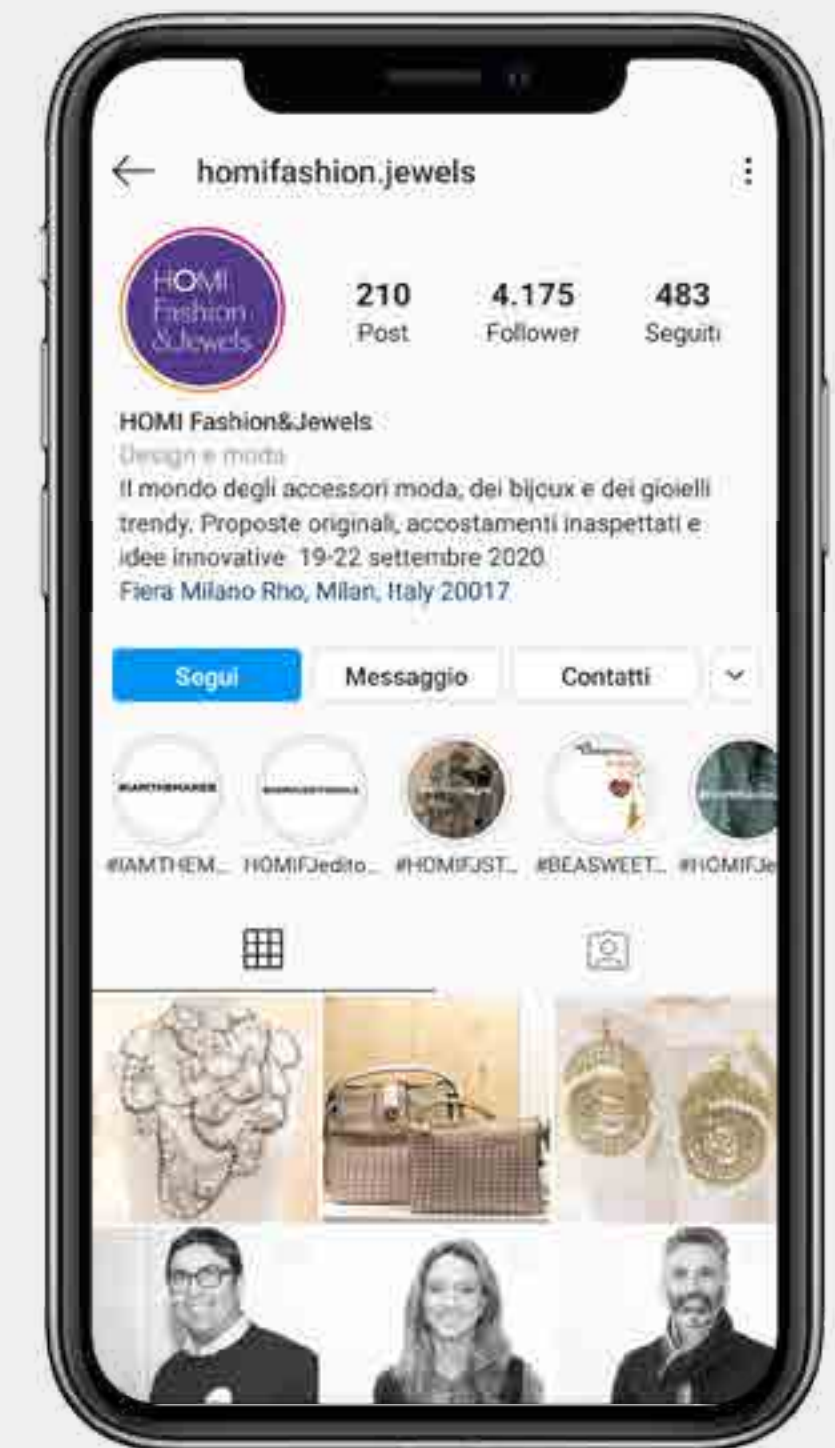 homifashion.jewels
HOMI
Fashion
&Jewels
210
4.175
483
Post
Follower
Seguiti
HOMI Fashion&Jewels
Design e moda
Il mondo degli accessori moda, dei bijoux e dei gioielli
trendy. Proposte originali, accostamenti inaspettati e
idee innovative 19-22 settembre 2020
Fiera Milano Rho, Milan, Italy 20017
Segui
Messaggio
Contatti
#IAMTHEMAKER
#IAMTHEM...
HOMIFJedito...
#HOMIFJST...
#BEASWEET...
#HOMIFJe